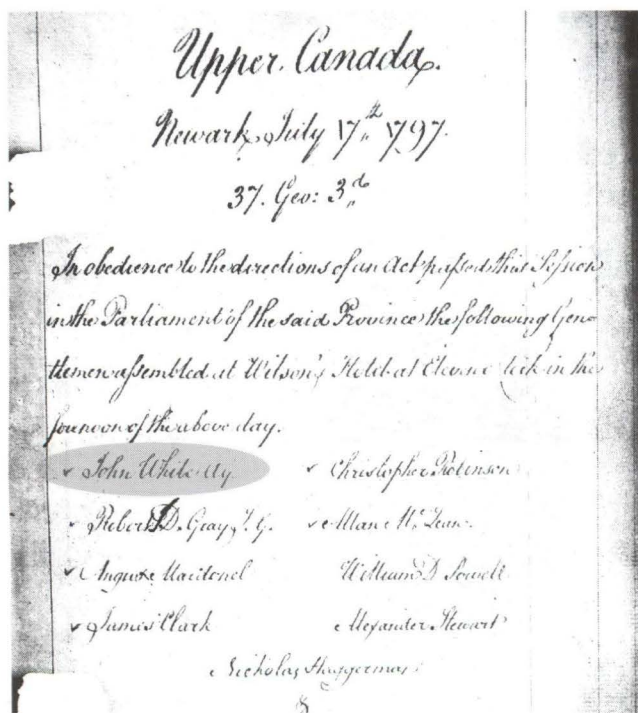 Upper Canada.
Newark, July 17th 1797.
37. Geo: 3d
In obedience to the directions of an Act passed this Session
in the Parliament of the said Province the following Gen=
tlemen assembled at Wilson's Hotel at Eleven o'Clock in the
forenoon of the above day.
John White Ay Christopher Robinson
Robert D. Gray S. G. Allan McLean
Angus Macdonel William D Powell
James Clark Alexander Stewart
Nicholas Haggerman
&